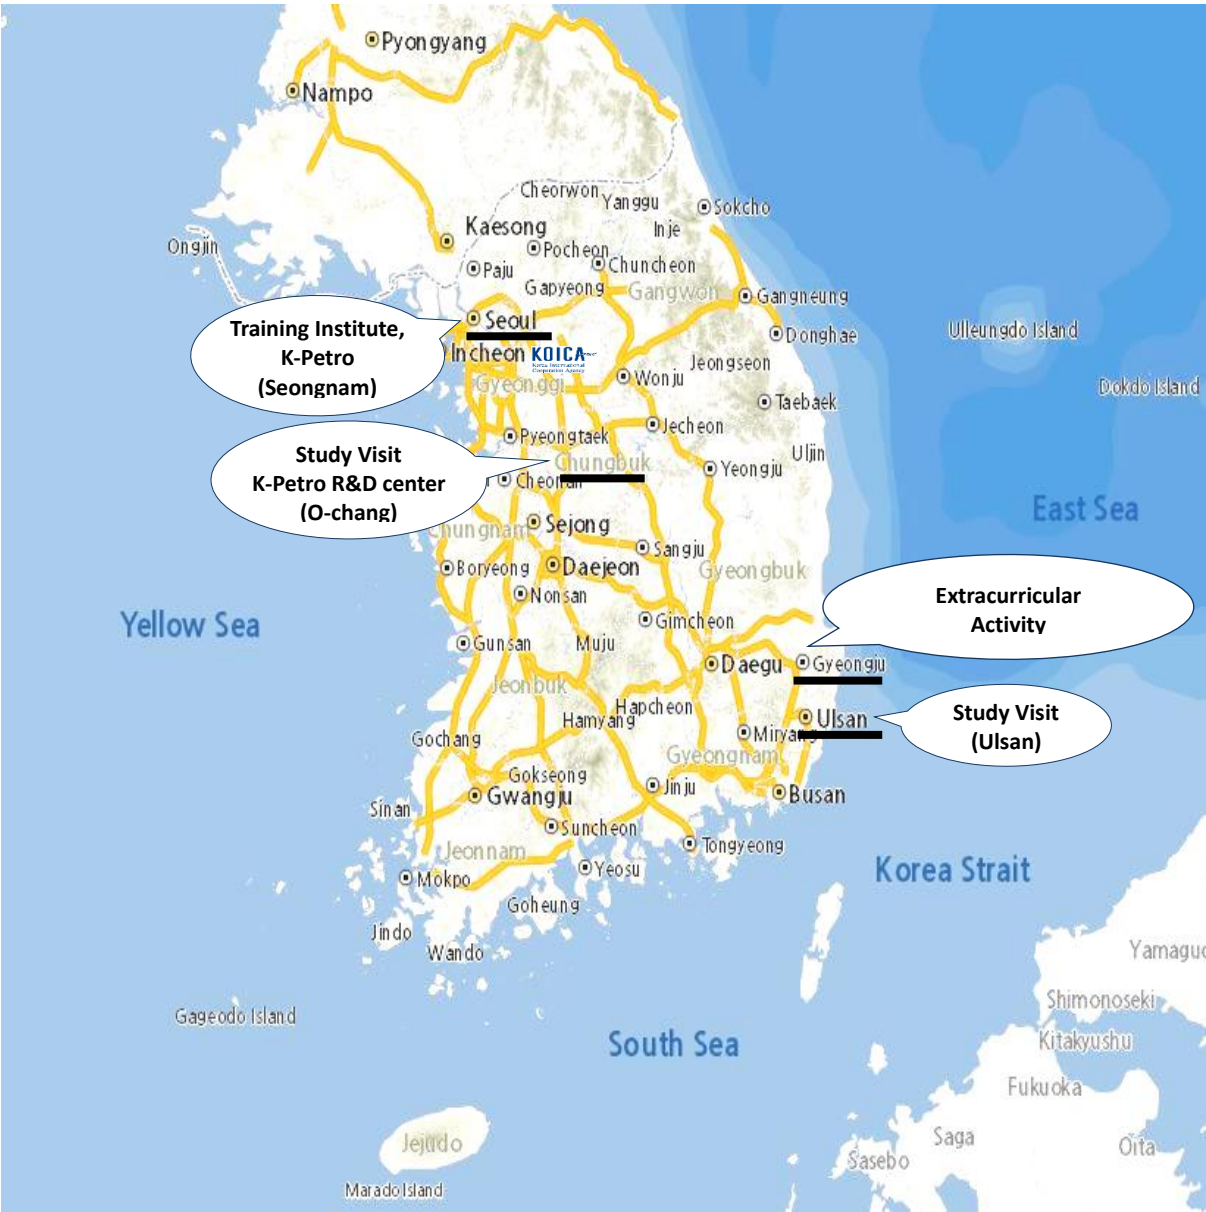 Pyongyang
Nampo
Cheorwon
Yanggu
Sokcho
Kaesong
Inje
Ongjin
Pocheon
Paju
Chuncheon
Gapyeong
Gangwon
Gangneung
Training Institute,
K-Petro
(Seongnam)
Seoul
Donghae
Ulleungdo Island
Incheon
KOICA
Korea International
Cooperation Agency
Jeongseon
Gyeonggi
Wonju
Dokdo Island
Taebaek
Pyeongtaek
Jecheon
Study Visit
K-Petro R&D center
(O-chang)
Chungbuk
Uljin
Yeongju
Cheonan
East Sea
Chungnam
Sejong
Sangju
Boryeong
Daejeon
Gyeongbuk
Nonsan
Extracurricular
Activity
Yellow Sea
Gimcheon
Gunsan
Muju
Daegu
Gyeongju
Jeonbuk
Hapcheon
Hamyang
Ulsan
Study Visit
(Ulsan)
Gochang
Miryang
Gyeongnam
Gokseong
Gwangju
Jinju
Busan
Sinan
Suncheon
Tongyeong
Jeonnam
Mokpo
Yeosu
Korea Strait
Goheung
Jindo
Wando
Yamaguc
Shimonoseki
Gageodo Island
South Sea
Kitakyushu
Fukuoka
Jejudo
Saga
Oita
Sasebo
Marado Island